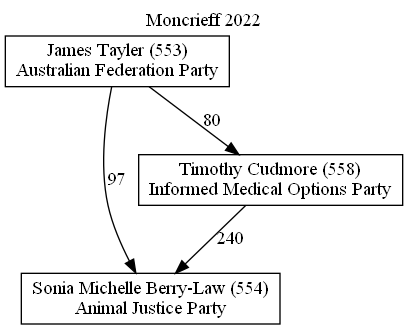 Moncrieff 2022
James Tayler (553)
Australian Federation Party
80
Timothy Cudmore (558)
Informed Medical Options Party
97
240
Sonia Michelle Berry-Law (554)
Animal Justice Party